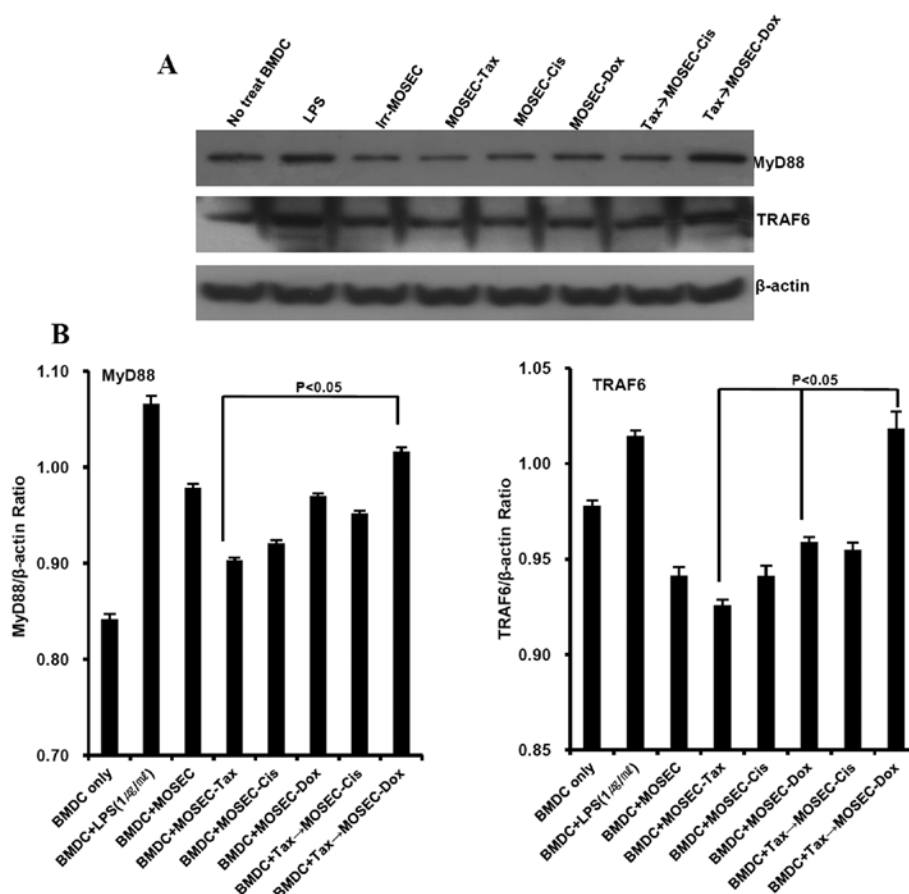 A
No treat BMDC
LPS
Irr-MOSEC
MOSEC-Tax
MOSEC-Cis
MOSEC-Dox
Tax→MOSEC-Cis
Tax→MOSEC-Dox
MyD88
TRAF6
β-actin
B
MyD88
P<0.05
MyD88/β-actin Ratio
1.10
1.00
0.90
0.80
0.70
BMDC only
BMDC+LPS(1㎍/㎖)
BMDC+MOSEC
BMDC+MOSEC-Tax
BMDC+MOSEC-Cis
BMDC+MOSEC-Dox
BMDC+Tax→MOSEC-Cis
BMDC+Tax→MOSEC-Dox
TRAF6
P<0.05
TRAF6/β-actin Ratio
1.05
1.00
0.95
0.90
0.85
BMDC only
BMDC+LPS(1㎍/㎖)
BMDC+MOSEC
BMDC+MOSEC-Tax
BMDC+MOSEC-Cis
BMDC+MOSEC-Dox
BMDC+Tax→MOSEC-Cis
BMDC+Tax→MOSEC-Dox